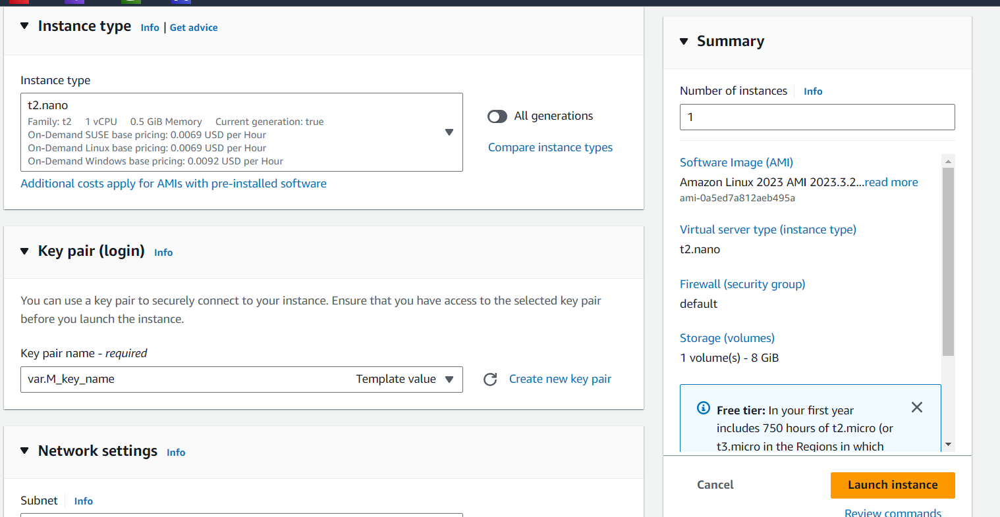 Instance type Info | Get advice
Instance type
t2.nano
Family: t2 1 vCPU 0.5 GiB Memory Current generation: true
On-Demand SUSE base pricing: 0.0069 USD per Hour
On-Demand Linux base pricing: 0.0069 USD per Hour
On-Demand Windows base pricing: 0.0092 USD per Hour
All generations
Compare instance types
Additional costs apply for AMIs with pre-installed software
Key pair (login) Info
You can use a key pair to securely connect to your instance. Ensure that you have access to the selected key pair
before you launch the instance.
Key pair name - required
var.M_key_name Template value
Create new key pair
Network settings Info
Subnet Info
Summary
Number of instances Info
1
Software Image (AMI)
Amazon Linux 2023 AMI 2023.3.2...read more
ami-0a5ed7a812aeb495a
Virtual server type (instance type)
t2.nano
Firewall (security group)
default
Storage (volumes)
1 volume(s) - 8 GiB
Free tier: In your first year
includes 750 hours of t2.micro (or
t3.micro in the Regions in which
Cancel
Launch instance
Review commands